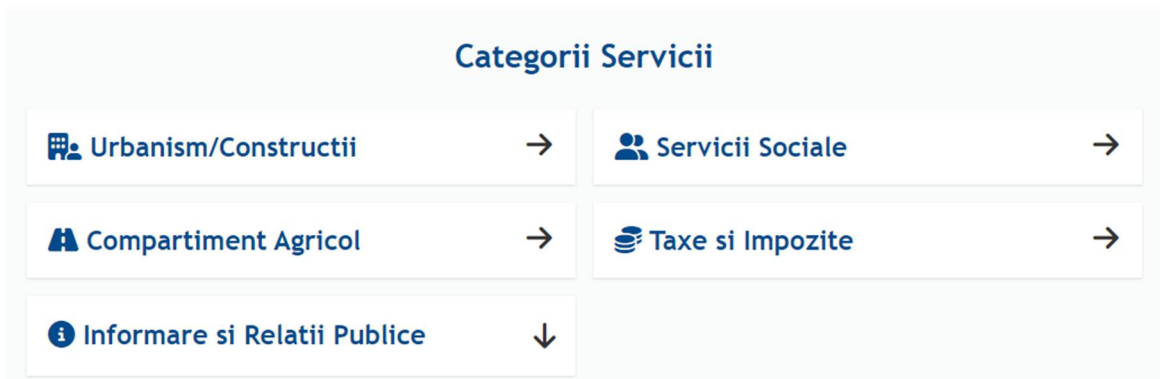 Categorii Servicii
Urbanism/Constructii
Servicii Sociale
Compartiment Agricol
Taxe si Impozite
Informare si Relatii Publice